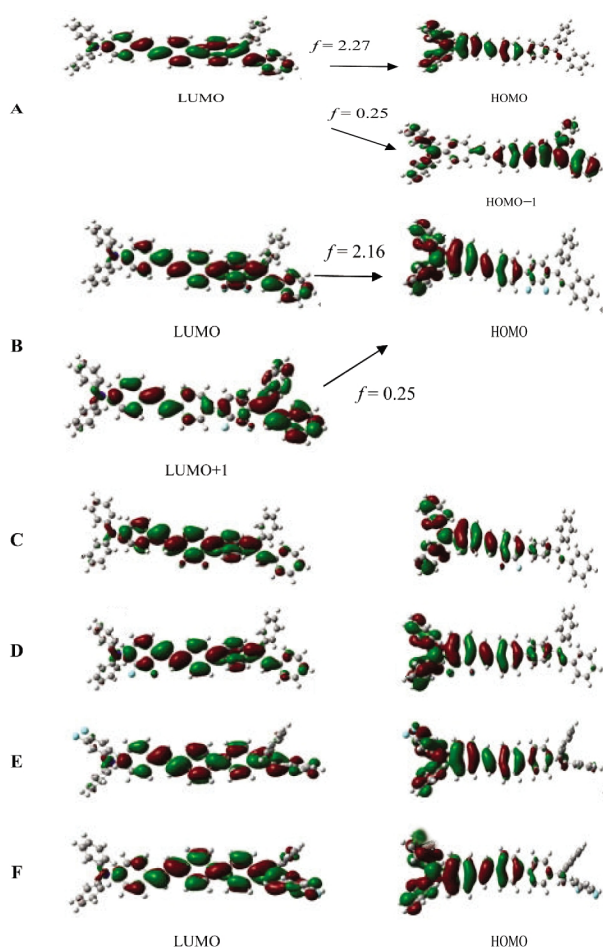 f = 2.27
LUMO
HOMO
A
f = 0.25
HOMO−1
f = 2.16
LUMO
HOMO
B
f = 0.25
LUMO+1
C
D
E
F
LUMO
HOMO